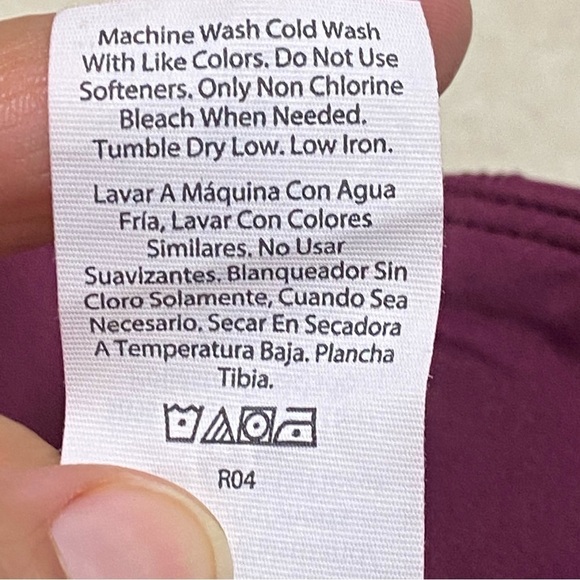 Machine Wash Cold Wash
With Like Colors. Do Not Use
Softeners. Only Non Chlorine
Bleach When Needed.
Tumble Dry Low. Low Iron.
Lavar A Máquina Con Agua
Fría, Lavar Con Colores
Similares. No Usar
Suavizantes. Blanqueador Sin
Cloro Solamente, Cuando Sea
Necesario. Secar En Secadora
A Temperatura Baja. Plancha
Tibia.
R04